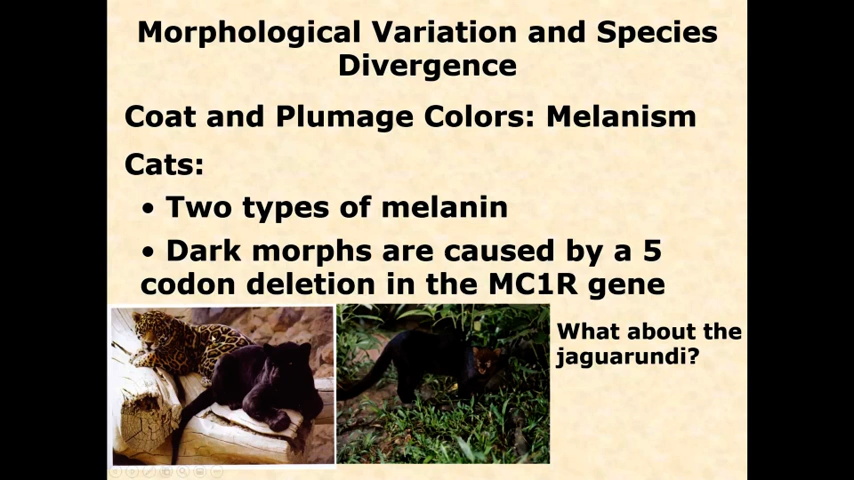 Morphological Variation and Species
Divergence
Coat and Plumage Colors: Melanism
Cats:
• Two types of melanin
• Dark morphs are caused by a 5
codon deletion in the MC1R gene
What about the
jaguarundi?